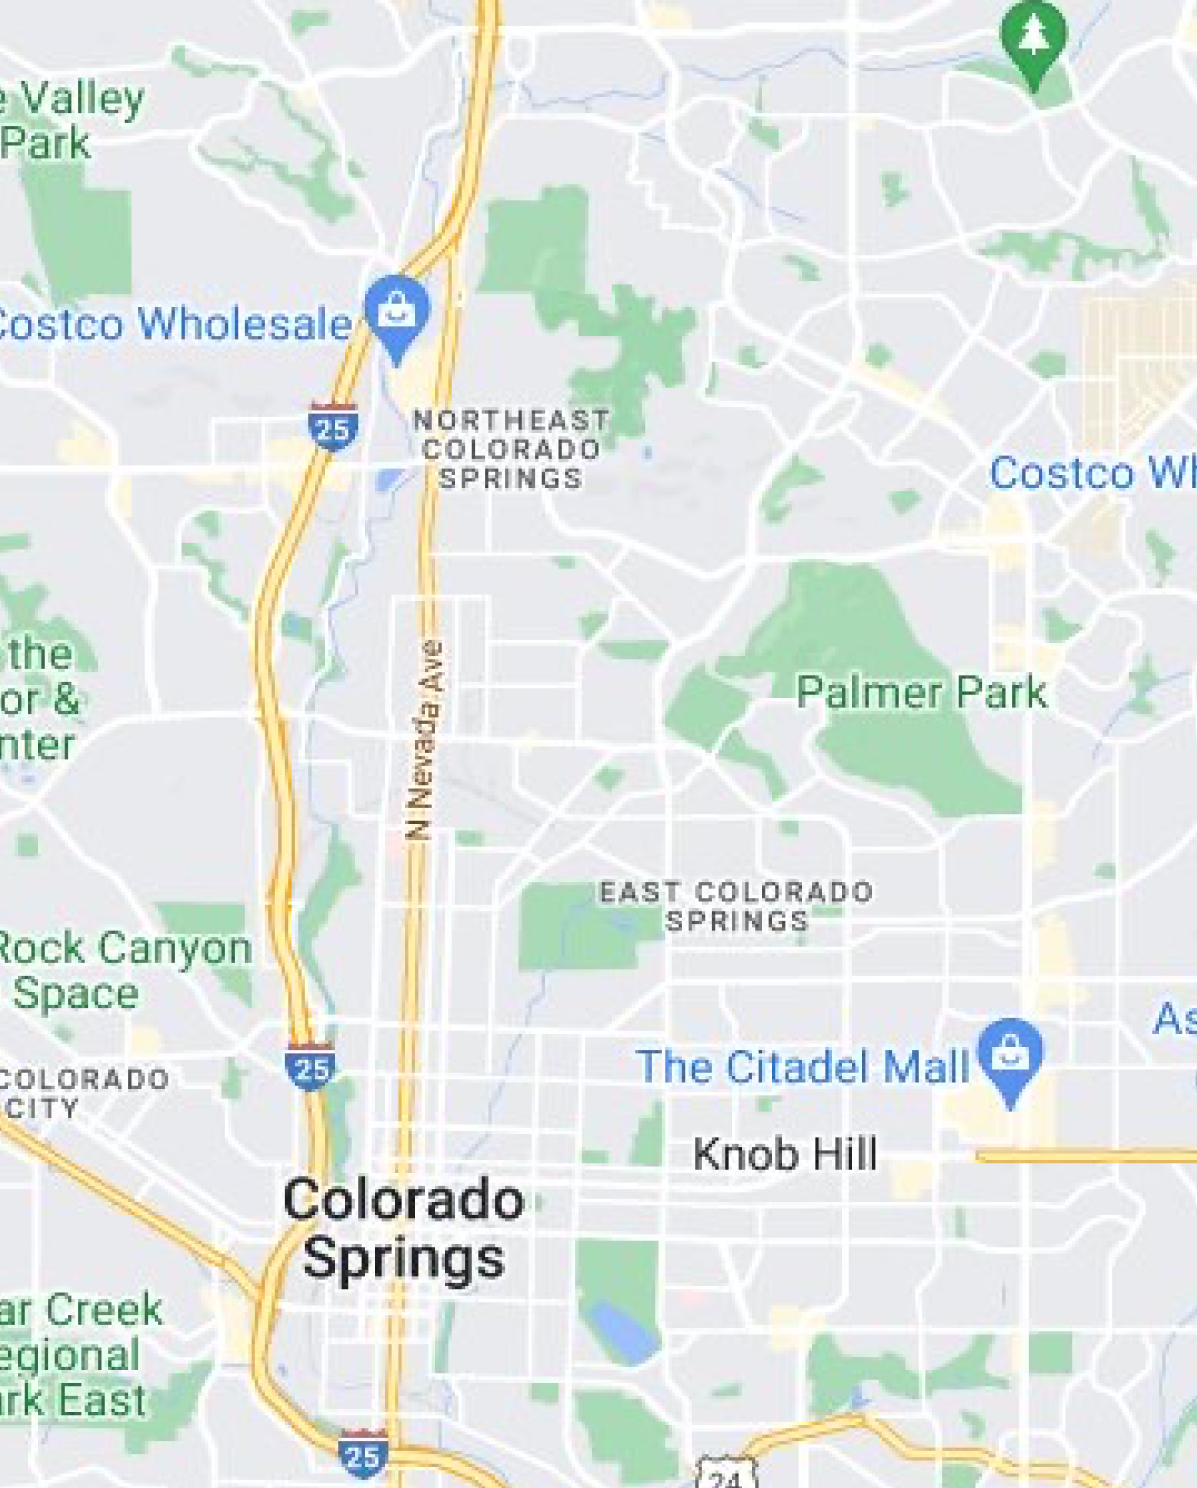 e Valley
Park
Costco Wholesale
25
NORTHEAST
COLORADO
SPRINGS
Costco Wh
the
or &
nter
N Nevada Ave
Palmer Park
EAST COLORADO
SPRINGS
Rock Canyon
Space
As
25
The Citadel Mall
COLORADO
CITY
Knob Hill
Colorado
Springs
ar Creek
egional
ark East
25
24